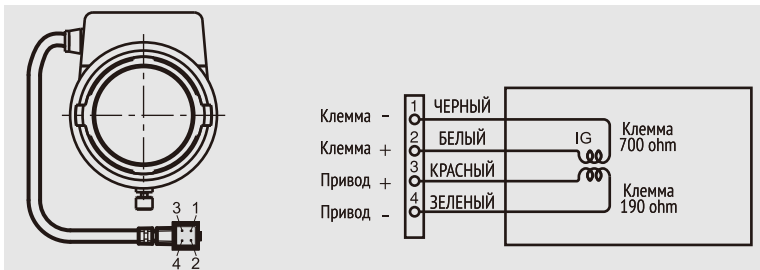 3 1
4 2
Клемма -
Клемма +
Привод +
Привод -
1 ЧЕРНЫЙ
2 БЕЛЫЙ
3 КРАСНЫЙ
4 ЗЕЛЕНЫЙ
IG
Клемма
700 ohm
Клемма
190 ohm